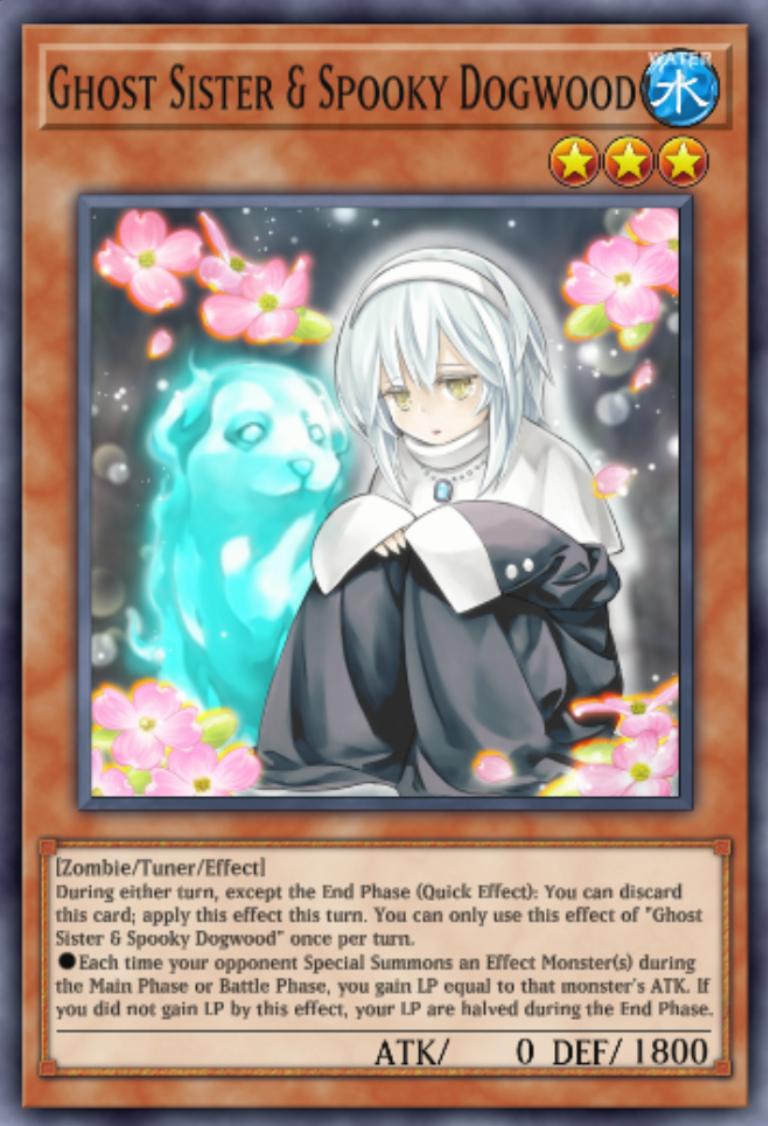 Ghost Sister & Spooky Dogwood
WATER
水
[Zombie/Tuner/Effect]
During either turn, except the End Phase (Quick Effect): You can discard
this card; apply this effect this turn. You can only use this effect of "Ghost
Sister & Spooky Dogwood" once per turn.
●Each time your opponent Special Summons an Effect Monster(s) during
the Main Phase or Battle Phase, you gain LP equal to that monster's ATK. If
you did not gain LP by this effect, your LP are halved during the End Phase.
ATK/ 0 DEF/ 1800